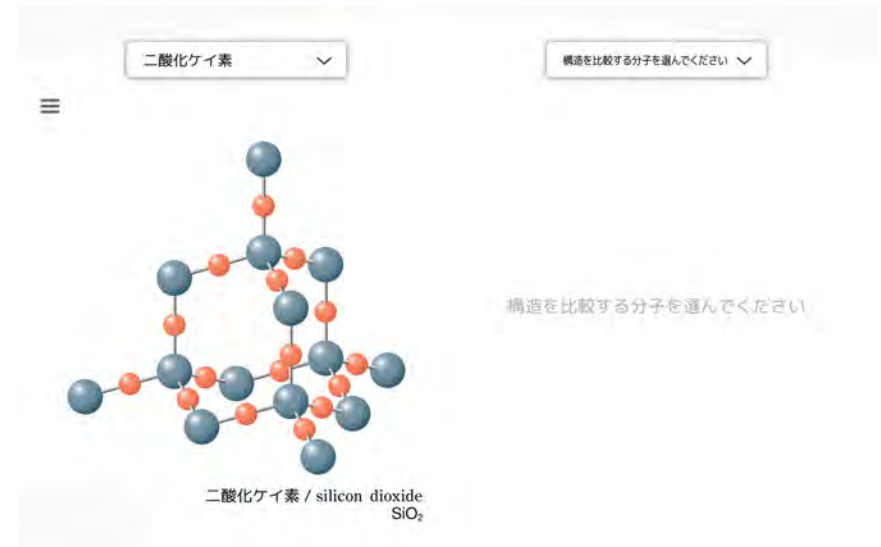 二酸化ケイ素
構造を比較する分子を選んでください
構造を比較する分子を選んでください
二酸化ケイ素 / silicon dioxide
SiO₂